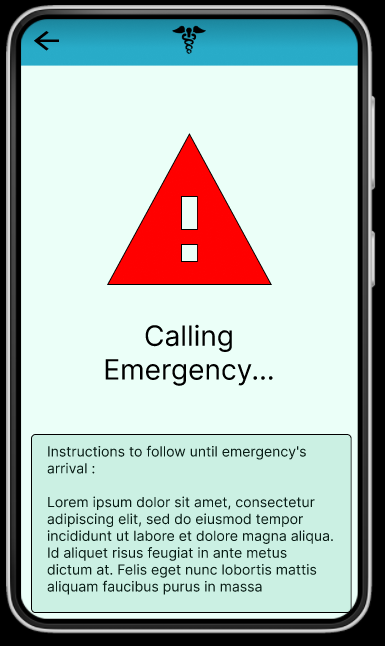 Calling
Emergency...
Instructions to follow until emergency's
arrival :
Lorem ipsum dolor sit amet, consectetur
adipiscing elit, sed do eiusmod tempor
incididunt ut labore et dolore magna aliqua.
Id aliquet risus feugiat in ante metus
dictum at. Felis eget nunc lobortis mattis
aliquam faucibus purus in massa